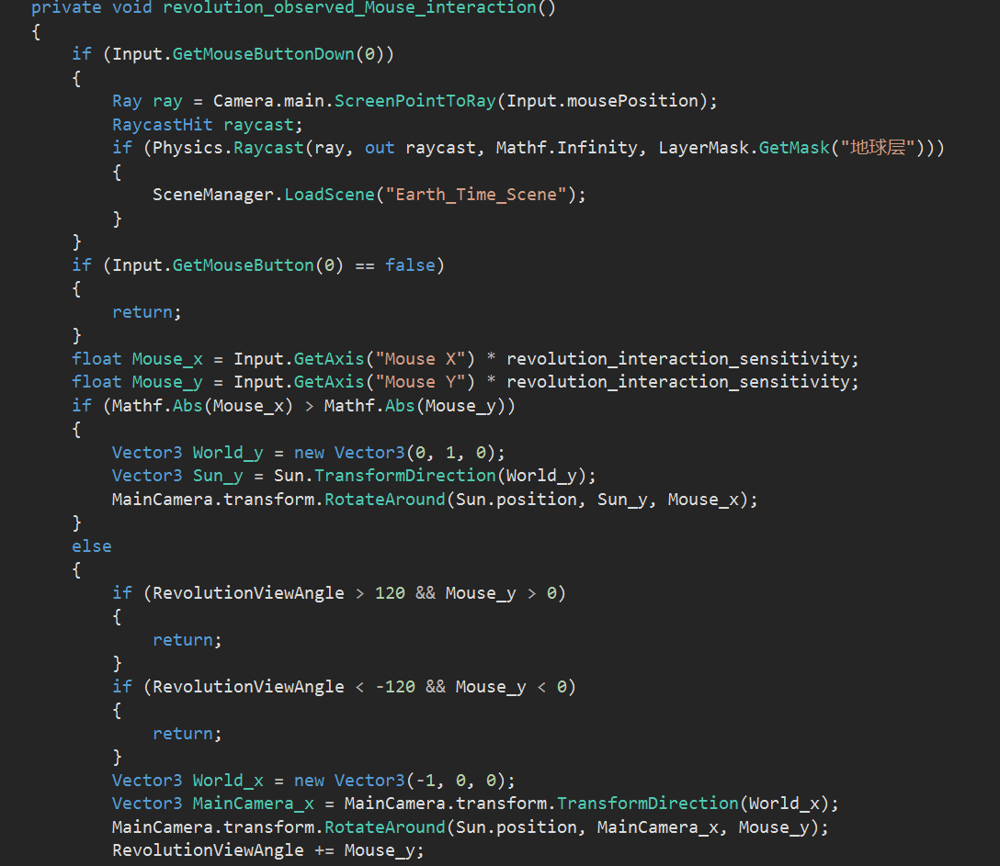 private void revolution_observed_Mouse_interaction()
{
    if (Input.GetMouseButtonDown(0))
    {
        Ray ray = Camera.main.ScreenPointToRay(Input.mousePosition);
        RaycastHit raycast;
        if (Physics.Raycast(ray, out raycast, Mathf.Infinity, LayerMask.GetMask("地球层")))
        {
            SceneManager.LoadScene("Earth_Time_Scene");
        }
    }
    if (Input.GetMouseButton(0) == false)
    {
        return;
    }
    float Mouse_x = Input.GetAxis("Mouse X") * revolution_interaction_sensitivity;
    float Mouse_y = Input.GetAxis("Mouse Y") * revolution_interaction_sensitivity;
    if (Mathf.Abs(Mouse_x) > Mathf.Abs(Mouse_y))
    {
        Vector3 World_y = new Vector3(0, 1, 0);
        Vector3 Sun_y = Sun.TransformDirection(World_y);
        MainCamera.transform.RotateAround(Sun.position, Sun_y, Mouse_x);
    }
    else
    {
        if (RevolutionViewAngle > 120 && Mouse_y > 0)
        {
            return;
        }
        if (RevolutionViewAngle < -120 && Mouse_y < 0)
        {
            return;
        }
        Vector3 World_x = new Vector3(-1, 0, 0);
        Vector3 MainCamera_x = MainCamera.transform.TransformDirection(World_x);
        MainCamera.transform.RotateAround(Sun.position, MainCamera_x, Mouse_y);
        RevolutionViewAngle += Mouse_y;